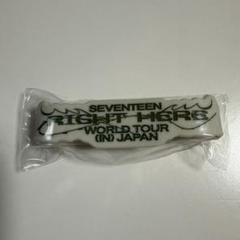 SEVENTEEN
RIGHT HERE
WORLD TOUR
⟨IN⟩ JAPAN